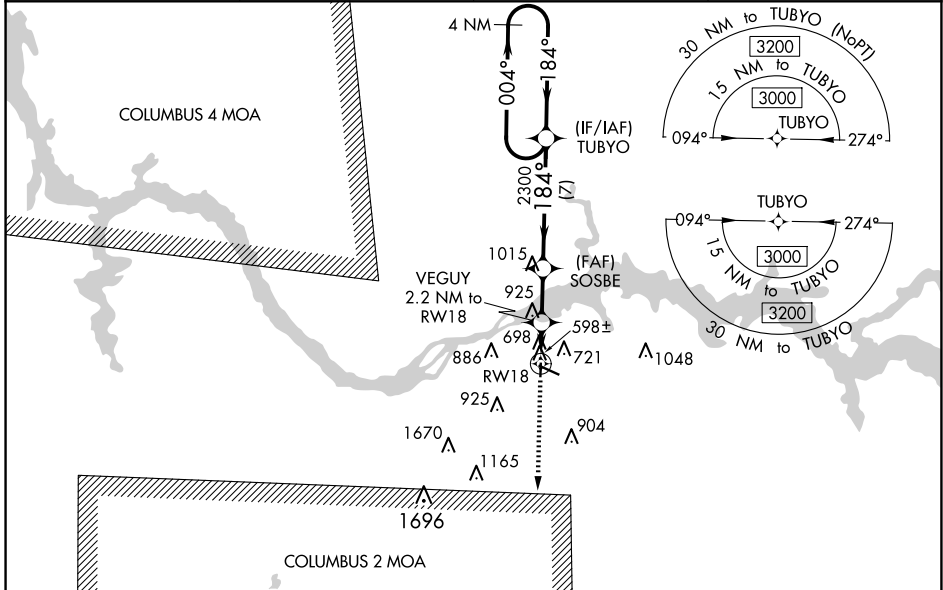 4 NM
004°
184°
(IF/IAF)
TUBYO
2300
184°
(7)
COLUMBUS 4 MOA
30 NM to TUBYO (NoPT)
3200
15 NM to TUBYO
3000
TUBYO
094°
274°
TUBYO
094°
274°
3000
15 NM to TUBYO
3200
30 NM to TUBYO
1015
(FAF)
SOSBE
VEGUY
2.2 NM to
RW18
925
698
598±
886
721
1048
RW18
925
904
1670
1165
1696
COLUMBUS 2 MOA